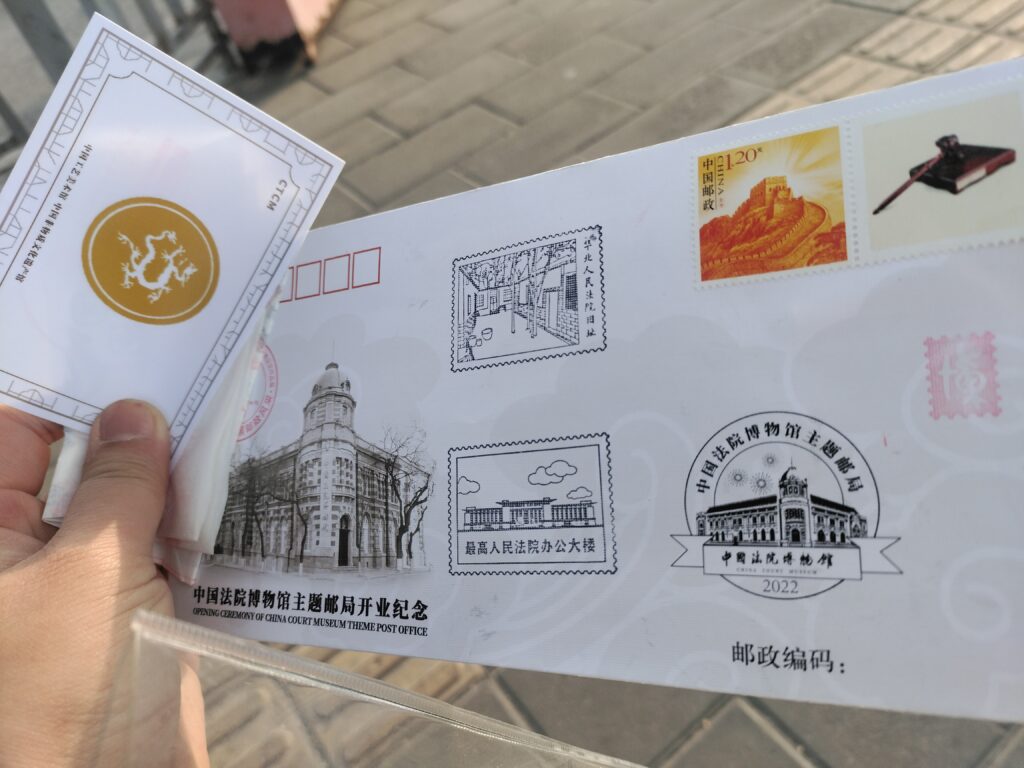 CTCM
1.20元
中国邮政
CHINA
华北人民法院旧址
最高人民法院办公大楼
中国法院博物馆主题邮局
中国法院博物馆
CHINA COURT MUSEUM
2022
中国法院博物馆主题邮局开业纪念
OPENING CEREMONY OF CHINA COURT MUSEUM THEME POST OFFICE
邮政编码：